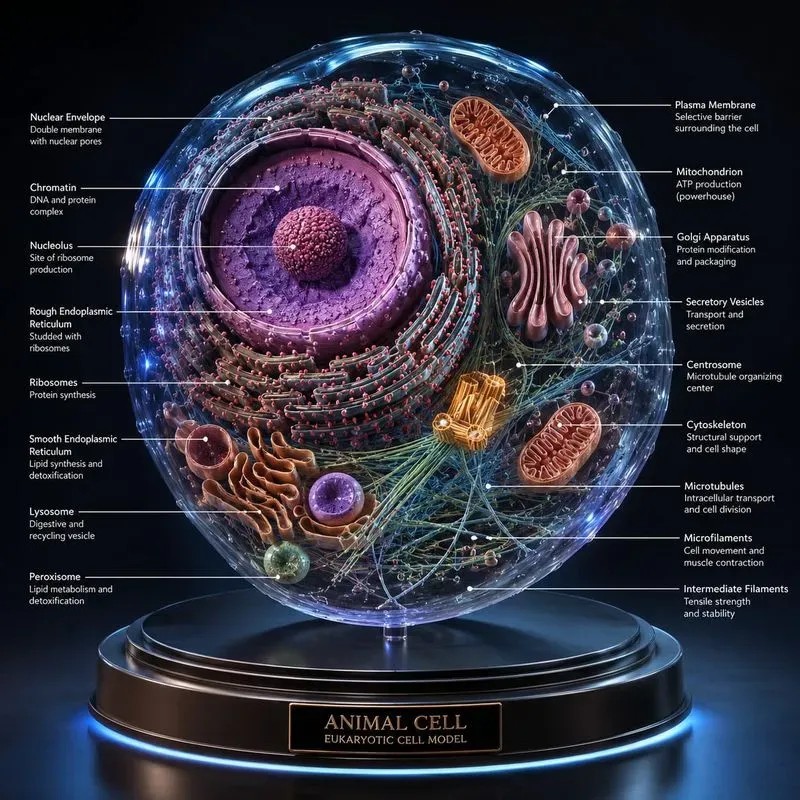 Nuclear Envelope
Double membrane
with nuclear pores
Chromatin
DNA and protein
complex
Nucleolus
Site of ribosome
production
Rough Endoplasmic
Reticulum
Studded with
ribosomes
Ribosomes
Protein synthesis
Smooth Endoplasmic
Reticulum
Lipid synthesis and
detoxification
Lysosome
Digestive and
recycling vesicle
Peroxisome
Lipid metabolism and
detoxification
Plasma Membrane
Selective barrier
surrounding the cell
Mitochondrion
ATP production
(powerhouse)
Golgi Apparatus
Protein modification
and packaging
Secretory Vesicles
Transport and
secretion
Centrosome
Microtubule organizing
center
Cytoskeleton
Structural support
and cell shape
Microtubules
Intracellular transport
and cell division
Microfilaments
Cell movement and
muscle contraction
Intermediate Filaments
Tensile strength
and stability
ANIMAL CELL
EUKARYOTIC CELL MODEL